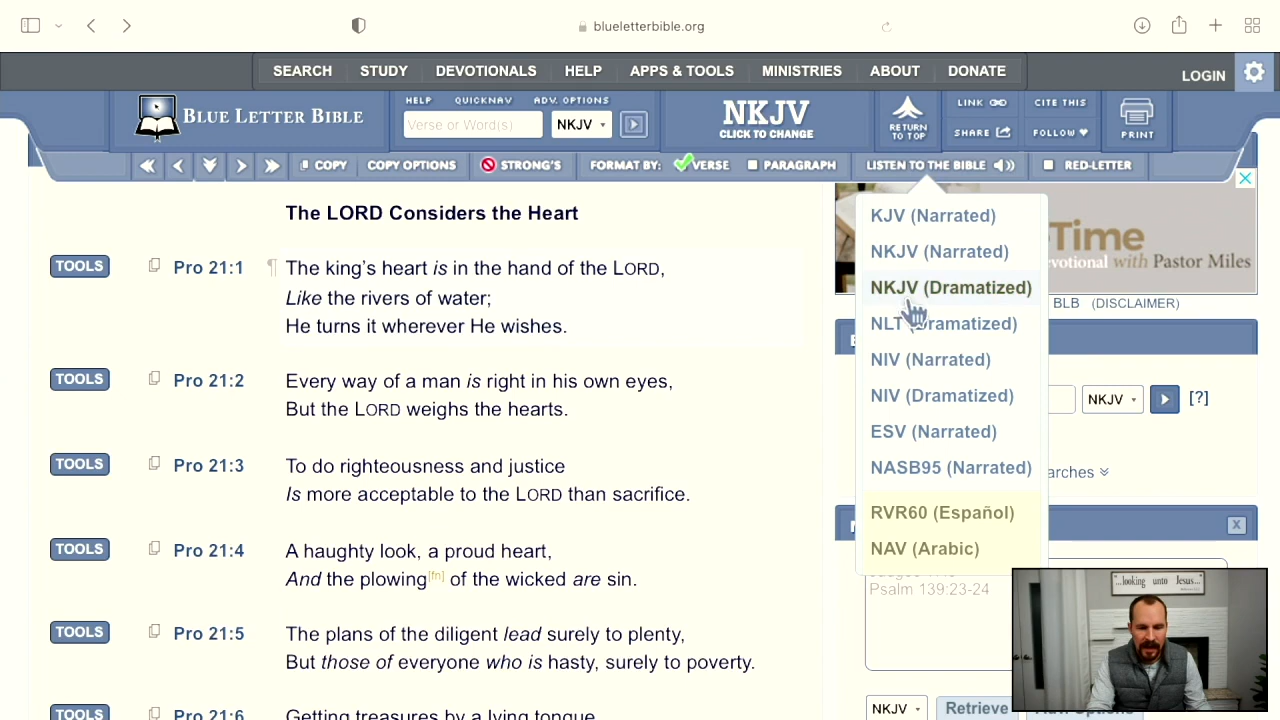 blueletterbible.org
SEARCH STUDY DEVOTIONALS HELP APPS & TOOLS MINISTRIES ABOUT DONATE LOGIN
BLUE LETTER BIBLE
HELP QUICKNAV ADV. OPTIONS
Verse or Word(s) NKJV
NKJV
CLICK TO CHANGE
RETURN
TO TOP
LINK CITE THIS
SHARE FOLLOW
PRINT
COPY COPY OPTIONS STRONG'S FORMAT BY: VERSE PARAGRAPH LISTEN TO THE BIBLE RED-LETTER
The LORD Considers the Heart
TOOLS Pro 21:1 ¶ The king's heart is in the hand of the LORD,
Like the rivers of water;
He turns it wherever He wishes.
TOOLS Pro 21:2 Every way of a man is right in his own eyes,
But the LORD weighs the hearts.
TOOLS Pro 21:3 To do righteousness and justice
Is more acceptable to the LORD than sacrifice.
TOOLS Pro 21:4 A haughty look, a proud heart,
And the plowing[fn] of the wicked are sin.
TOOLS Pro 21:5 The plans of the diligent lead surely to plenty,
But those of everyone who is hasty, surely to poverty.
TOOLS Pro 21:6 Getting treasures by a lying tongue
KJV (Narrated)
NKJV (Narrated)
NKJV (Dramatized)
NLT (Dramatized)
NIV (Narrated)
NIV (Dramatized)
ESV (Narrated)
NASB95 (Narrated)
RVR60 (Español)
NAV (Arabic)
Time
with Pastor Miles
BLB (DISCLAIMER)
NKJV [?]
Psalm 139:23-24
NKJV Retrieve
...looking unto Jesus...